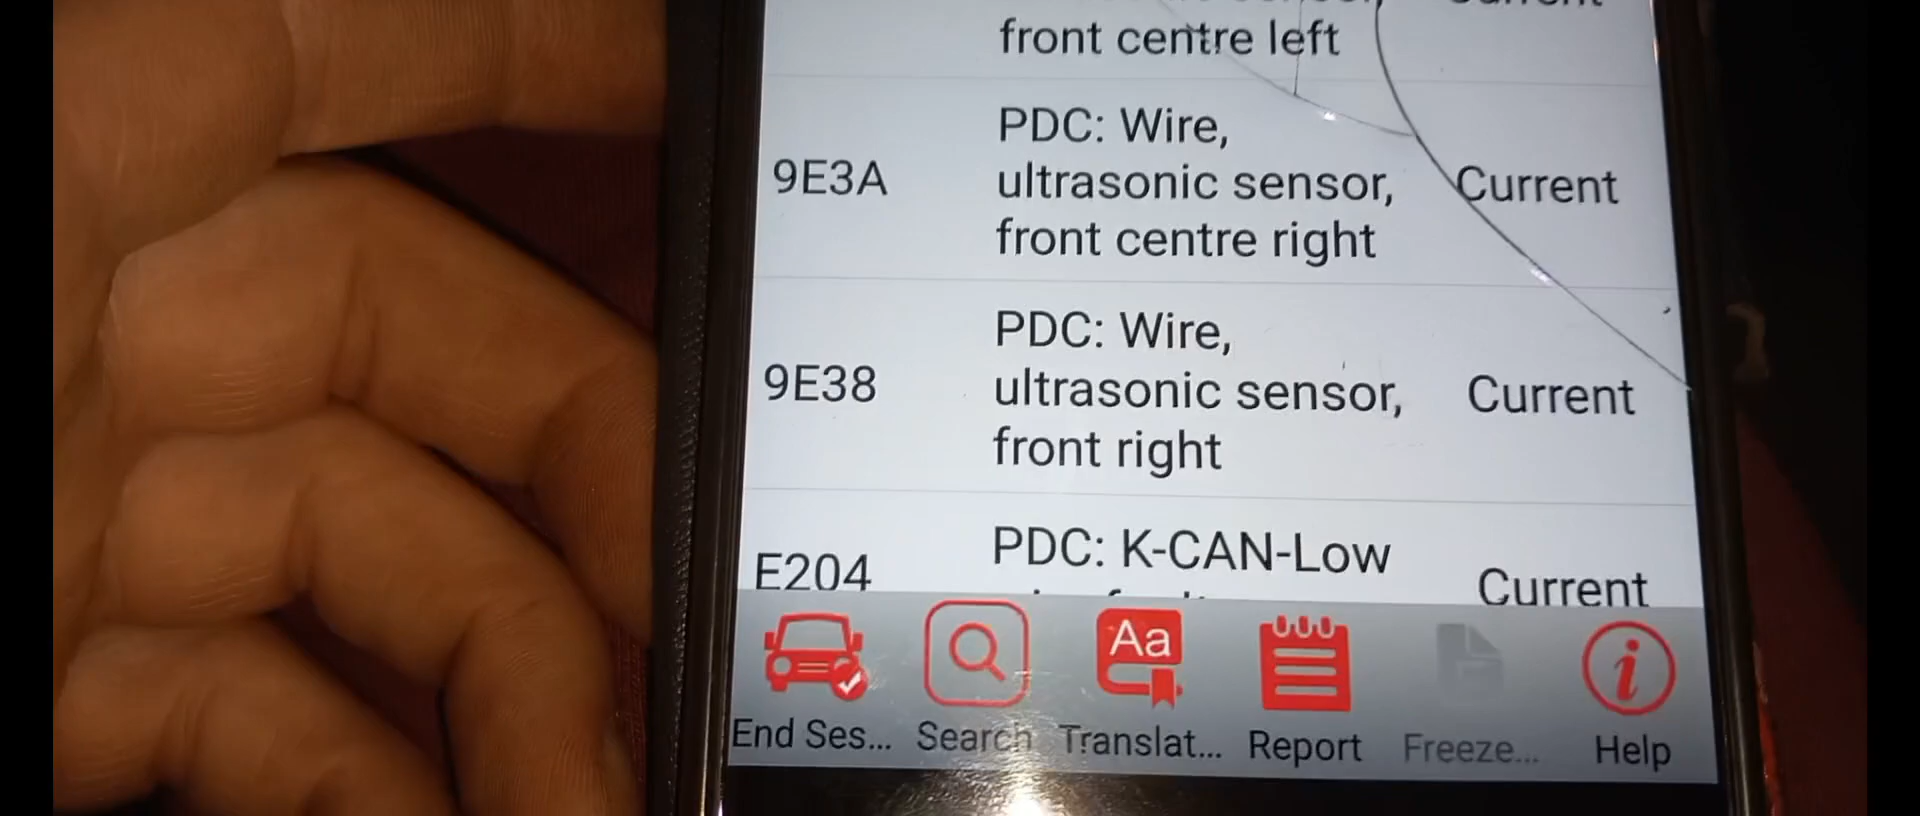 front centre left
PDC: Wire,
9E3A ultrasonic sensor, Current
front centre right
PDC: Wire,
9E38 ultrasonic sensor, Current
front right
PDC: K-CAN-Low
E204 Current
Aa
End Ses... Search Translat... Report Freeze... Help